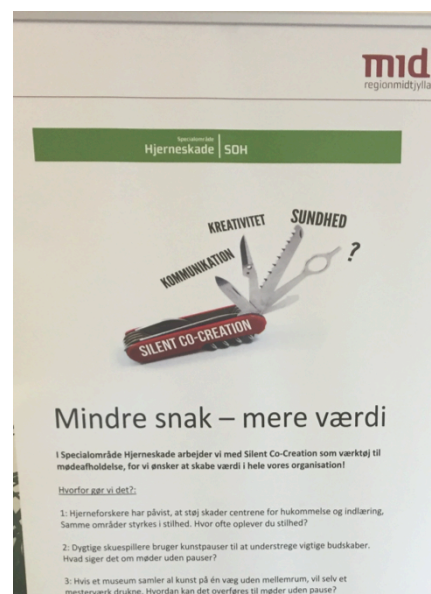 mid
regionmidtjylla
Specialområde
Hjerneskade | SOH
KREATIVITET
SUNDHED
KOMMUNIKATION
?
SILENT CO-CREATION
Mindre snak – mere værdi
I Specialområde Hjerneskade arbejder vi med Silent Co-Creation som værktøj til
mødeafholdelse, for vi ønsker at skabe værdi i hele vores organisation!
Hvorfor gør vi det?:
1: Hjerneforskere har påvist, at støj skader centrene for hukommelse og indlæring.
Samme områder styrkes i stilhed. Hvor ofte oplever du stilhed?
2: Dygtige skuespillere bruger kunstpauser til at understrege vigtige budskaber.
Hvad siger det om møder uden pauser?
3: Hvis et museum samler al kunst på én væg uden mellemrum, vil selv et
mesterværk drukne. Hvordan kan det overføres til møder uden pause?